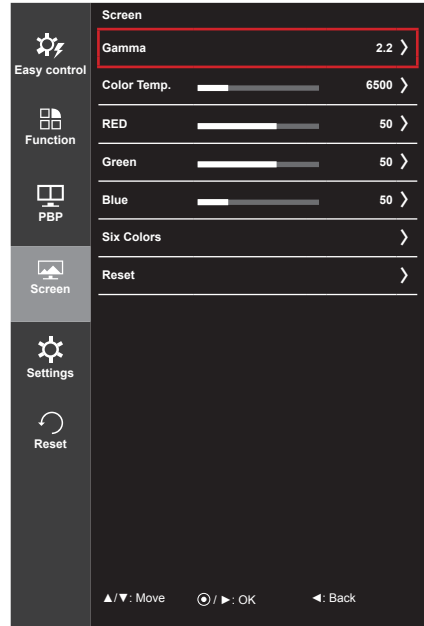 Screen
Easy control
Function
PBP
Screen
Settings
Reset
Gamma 2.2 〉
Color Temp. 6500 〉
RED 50 〉
Green 50 〉
Blue 50 〉
Six Colors 〉
Reset 〉
▲/▼: Move ⦿ / ►: OK ◄: Back